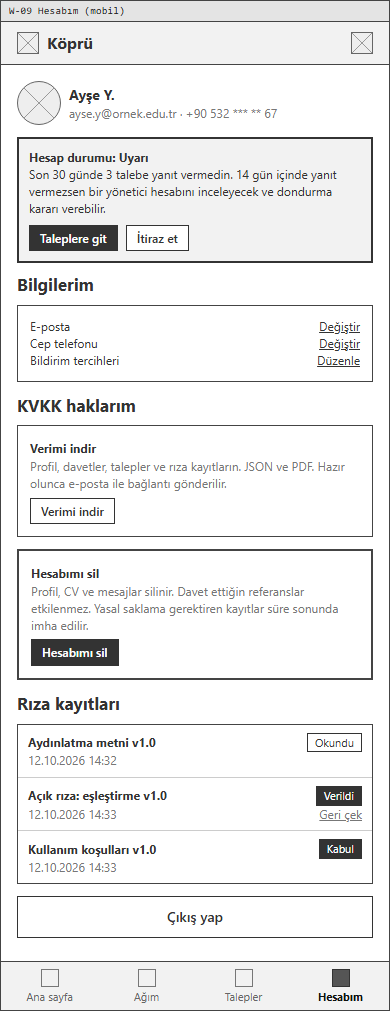 W-09 Hesabım (mobil)
Köprü
Ayşe Y.
ayse.y@ornek.edu.tr · +90 532 *** ** 67
Hesap durumu: Uyarı
Son 30 günde 3 talebe yanıt vermedin. 14 gün içinde yanıt
vermezsen bir yönetici hesabını inceleyecek ve dondurma
kararı verebilir.
Taleplere git
İtiraz et
Bilgilerim
E-posta
Değiştir
Cep telefonu
Değiştir
Bildirim tercihleri
Düzenle
KVKK haklarım
Verimi indir
Profil, davetler, talepler ve rıza kayıtların. JSON ve PDF. Hazır
olunca e-posta ile bağlantı gönderilir.
Verimi indir
Hesabımı sil
Profil, CV ve mesajlar silinir. Davet ettiğin referanslar
etkilenmez. Yasal saklama gerektiren kayıtlar süre sonunda
imha edilir.
Hesabımı sil
Rıza kayıtları
Aydınlatma metni v1.0
Okundu
12.10.2026 14:32
Açık rıza: eşleştirme v1.0
Verildi
12.10.2026 14:33
Geri çek
Kullanım koşulları v1.0
Kabul
12.10.2026 14:33
Çıkış yap
Ana sayfa
Ağım
Talepler
Hesabım